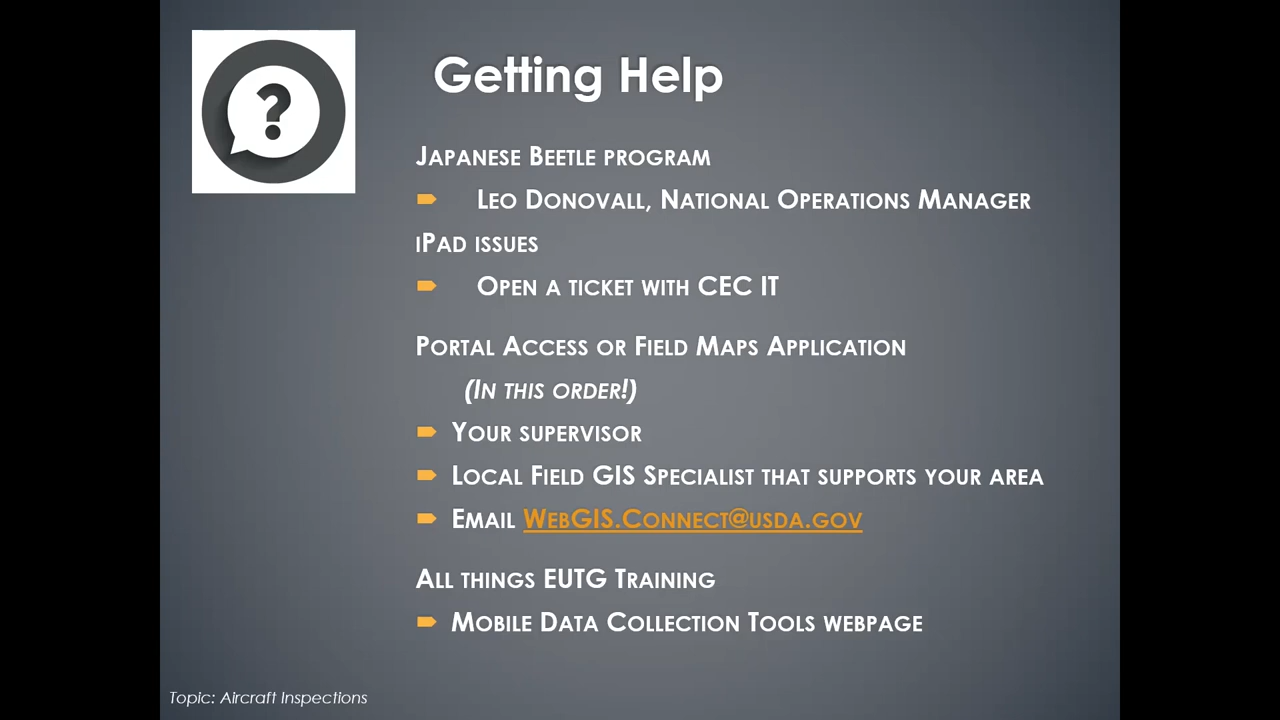 ?
Getting Help
Japanese Beetle program
Leo Donovall, National Operations Manager
iPad issues
Open a ticket with CEC IT
Portal Access or Field Maps Application
(In this order!)
Your supervisor
Local Field GIS Specialist that supports your area
Email WebGIS.Connect@usda.gov
All things EUTG Training
Mobile Data Collection Tools webpage
Topic: Aircraft Inspections